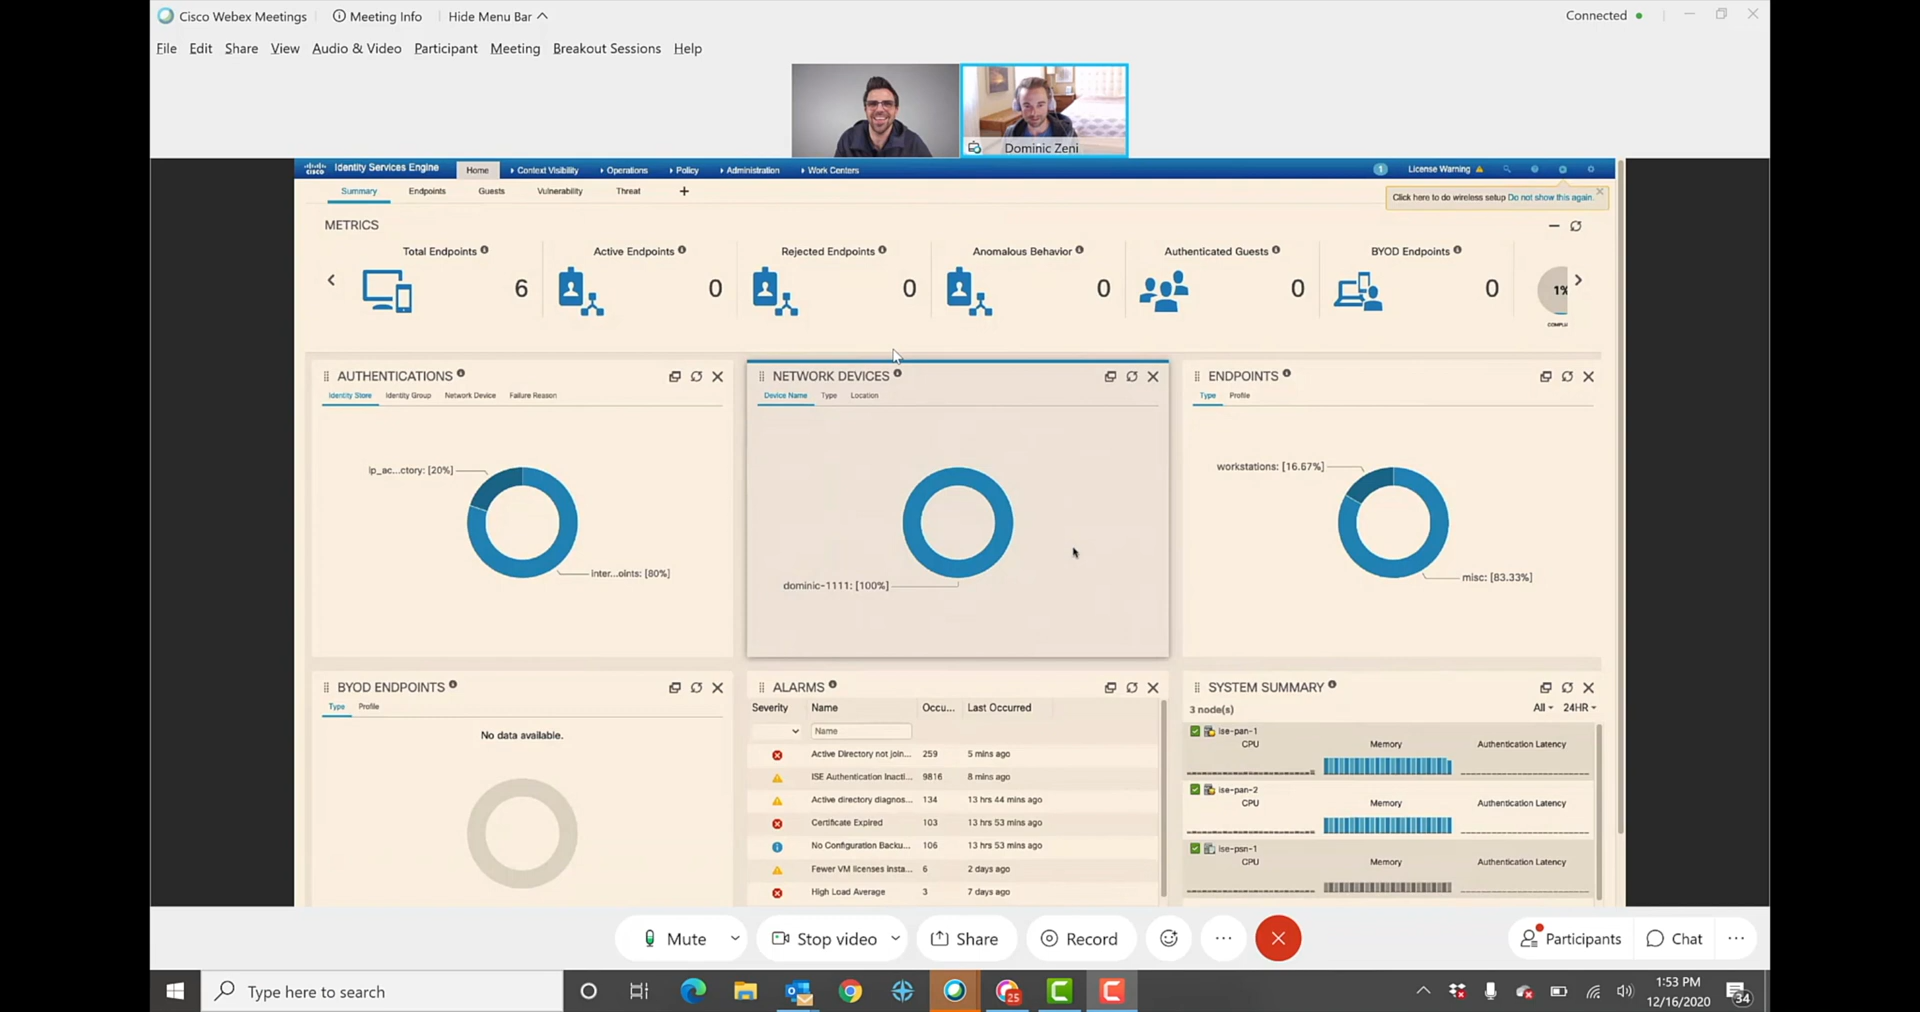 Cisco Webex Meetings
Meeting Info
Hide Menu Bar
Connected
File Edit Share View Audio & Video Participant Meeting Breakout Sessions Help
Dominic Zeni
cisco Identity Services Engine Home Context Visibility Operations Policy Administration Work Centers 1 License Warning
Summary Endpoints Guests Vulnerability Threat +
Click here to do wireless setup Do not show this again.
METRICS
Total Endpoints Active Endpoints Rejected Endpoints Anomalous Behavior Authenticated Guests BYOD Endpoints
6 0 0 0 0 0 1%
AUTHENTICATIONS
Identity Store Identity Group Network Device Failure Reason
lp_ac...ctory: [20%]
inter...oints: [80%]
NETWORK DEVICES
Device Name Type Location
dominic-1111: [100%]
ENDPOINTS
Type Profile
workstations: [16.67%]
misc: [83.33%]
BYOD ENDPOINTS
Type Profile
No data available.
ALARMS
Severity Name Occu... Last Occurred
Name
Active Directory not join... 259 5 mins ago
ISE Authentication Inacti... 9816 8 mins ago
Active directory diagnos... 134 13 hrs 44 mins ago
Certificate Expired 103 13 hrs 53 mins ago
No Configuration Backu... 106 13 hrs 53 mins ago
Fewer VM licenses insta... 6 2 days ago
High Load Average 3 7 days ago
SYSTEM SUMMARY
3 node(s) All 24HR
ise-pan-1
CPU Memory Authentication Latency
ise-pan-2
CPU Memory Authentication Latency
ise-psn-1
CPU Memory Authentication Latency
Mute Stop video Share Record Participants Chat
Type here to search
25
1:53 PM
12/16/2020
34